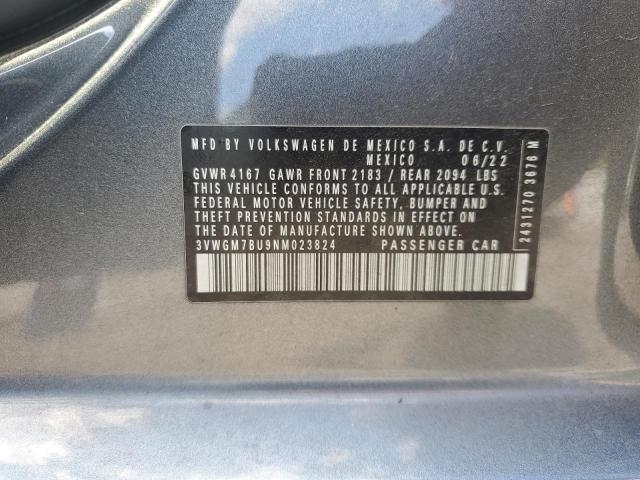 MFD BY VOLKSWAGEN DE MEXICO S.A. DE C.V.
MEXICO 06/22
GVWR 4167 GAWR FRONT 2183 / REAR 2094 LBS
THIS VEHICLE CONFORMS TO ALL APPLICABLE U.S.
FEDERAL MOTOR VEHICLE SAFETY, BUMPER AND
THEFT PREVENTION STANDARDS IN EFFECT ON
THE DATE OF MANUFACTURE SHOWN ABOVE.
3VWGM7BU9NM023824 PASSENGER CAR
2431270 3676 M